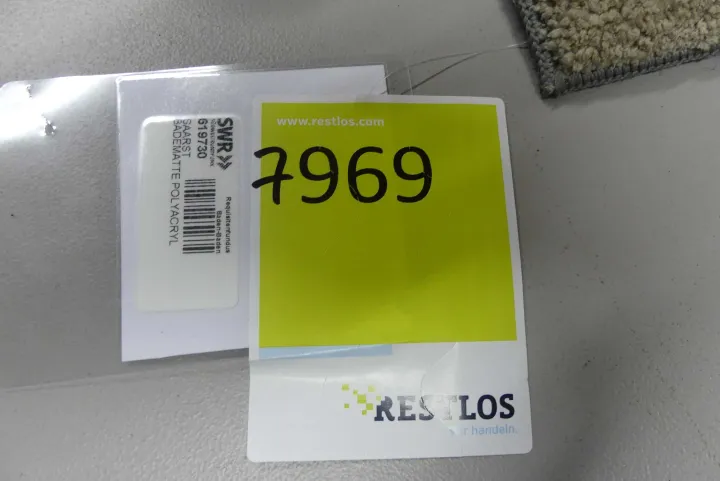 SWR»
619730
SAARST
BADEMATTE POLYACRYL
Requisitenfundus
Baden-Baden
www.restlos.com
7969
RESTLOS
handeln.